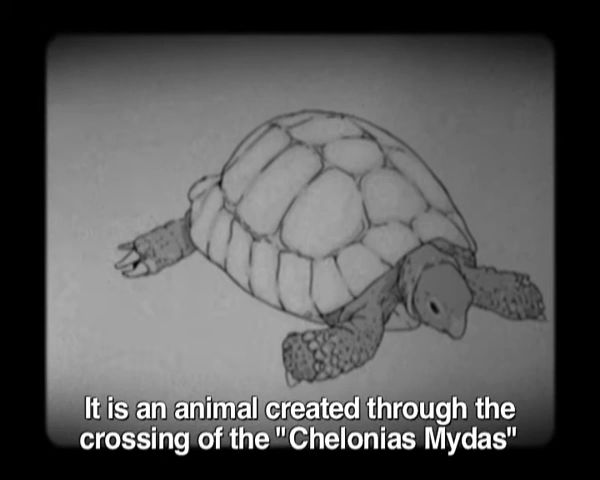 It is an animal created through the
crossing of the "Chelonias Mydas"